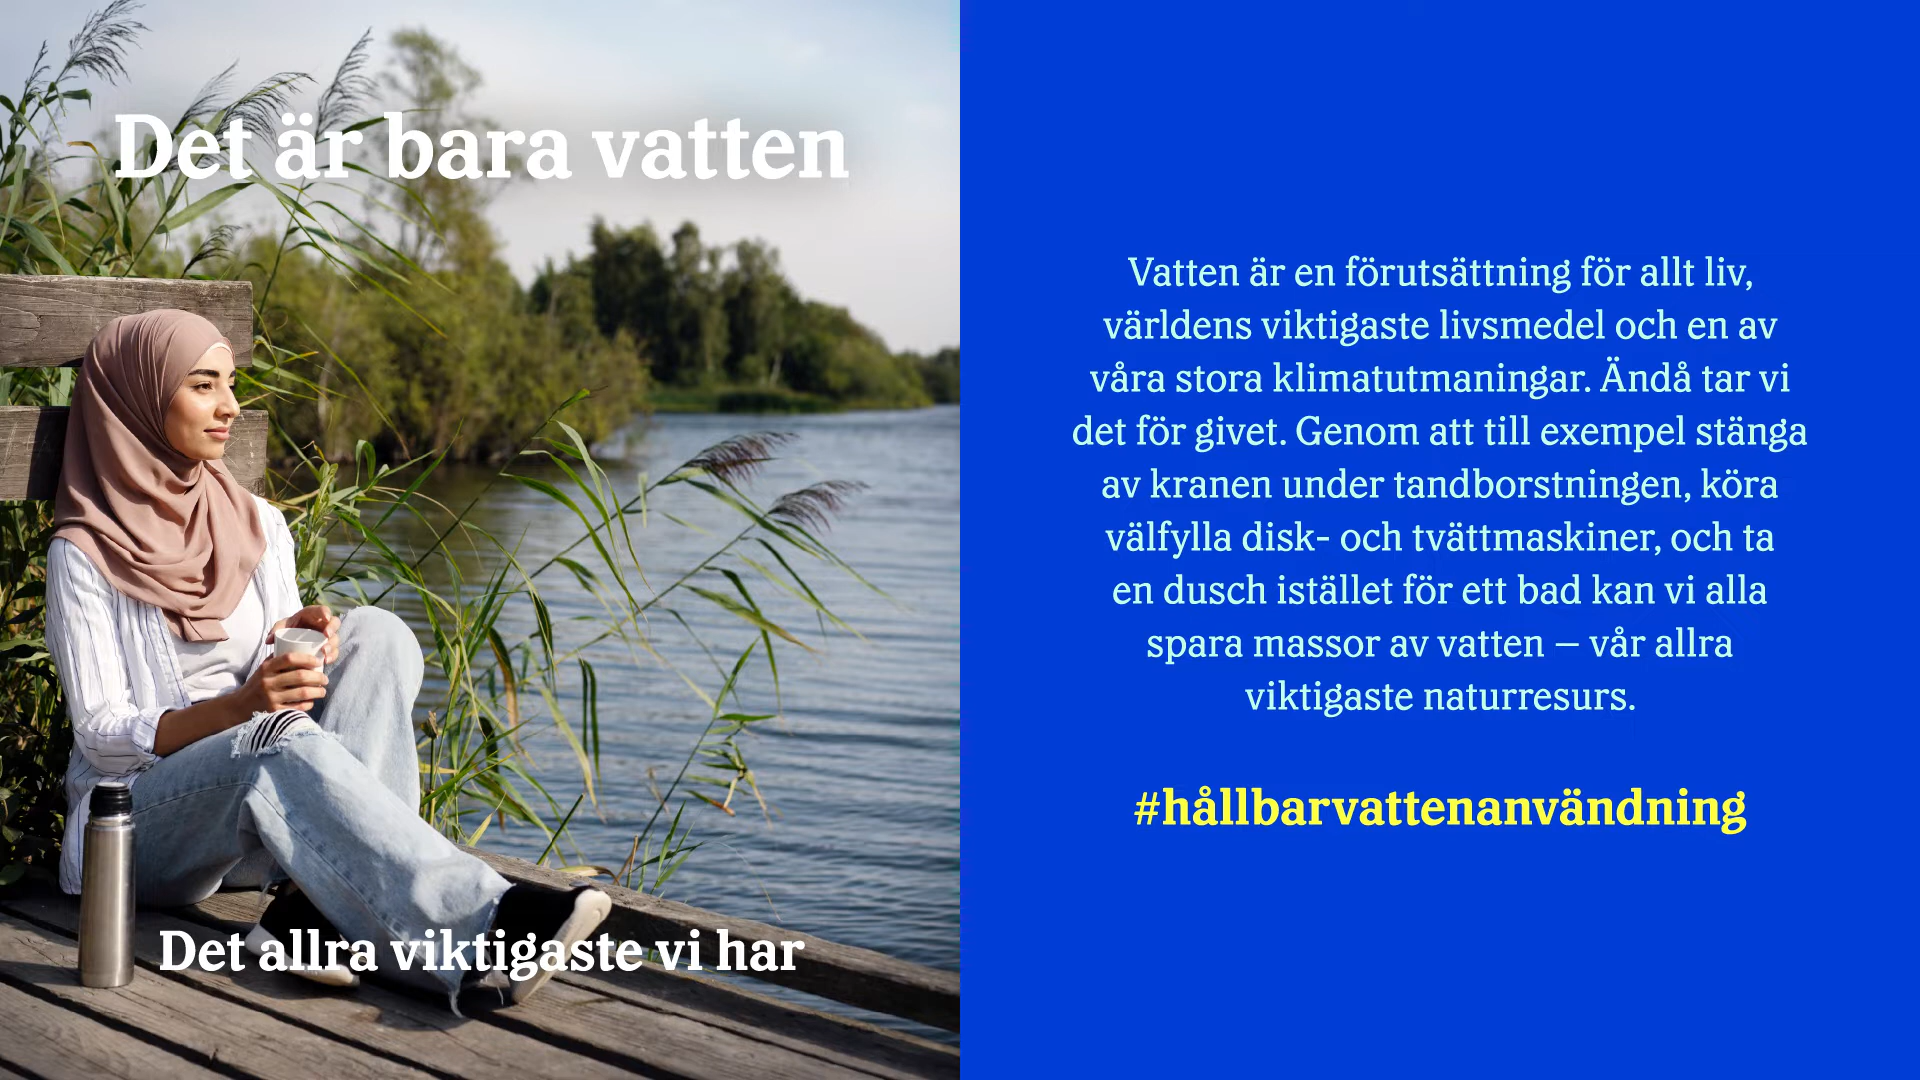 Det är bara vatten
Det allra viktigaste vi har
Vatten är en förutsättning för allt liv,
världens viktigaste livsmedel och en av
våra stora klimatutmaningar. Ändå tar vi
det för givet. Genom att till exempel stänga
av kranen under tandborstningen, köra
välfylla disk- och tvättmaskiner, och ta
en dusch istället för ett bad kan vi alla
spara massor av vatten – vår allra
viktigaste naturresurs.
#hållbarvattenanvändning